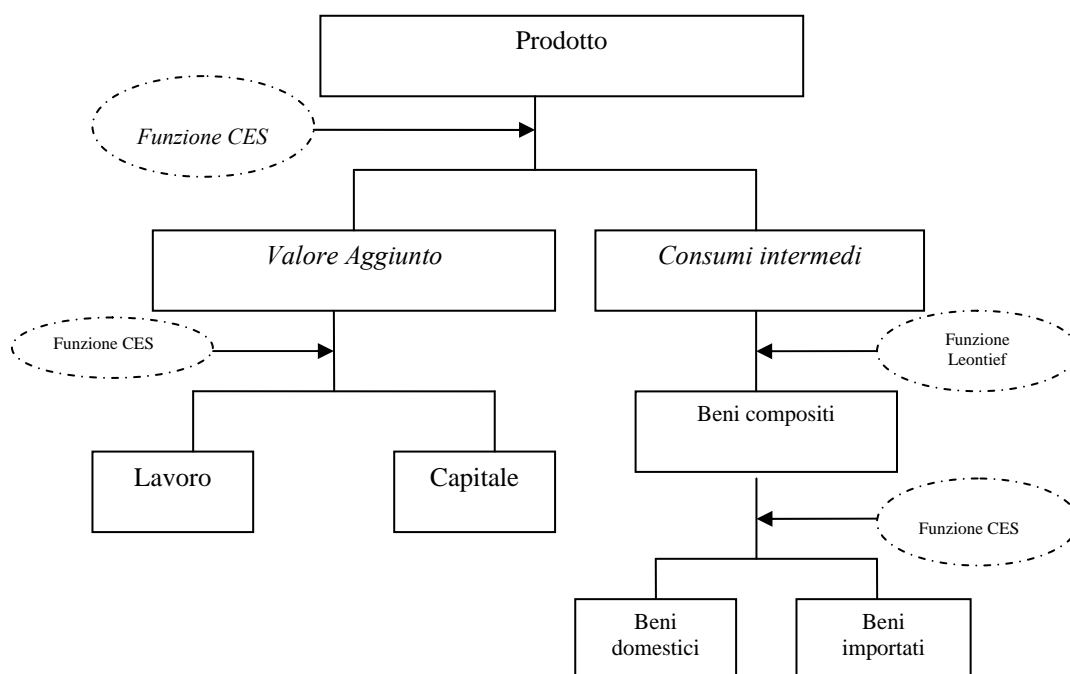 Prodotto
Funzione CES
Valore Aggiunto
Consumi intermedi
Funzione CES
Funzione
Leontief
Beni compositi
Lavoro
Capitale
Funzione CES
Beni
domestici
Beni
importati